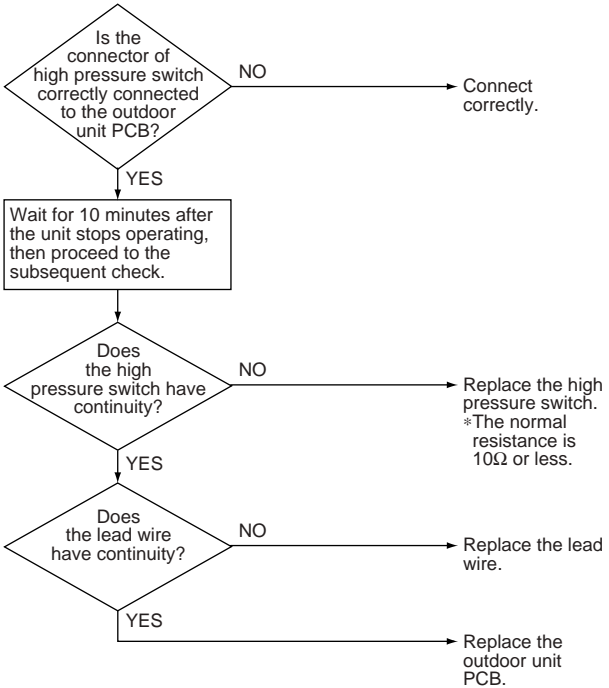 Is the
connector of
high pressure switch
correctly connected
to the outdoor
unit PCB?
NO
Connect
correctly.
YES
Wait for 10 minutes after
the unit stops operating,
then proceed to the
subsequent check.
Does
the high
pressure switch have
continuity?
NO
Replace the high
pressure switch.
*The normal
resistance is
10Ω or less.
YES
Does
the lead wire
have continuity?
NO
Replace the lead
wire.
YES
Replace the
outdoor unit
PCB.